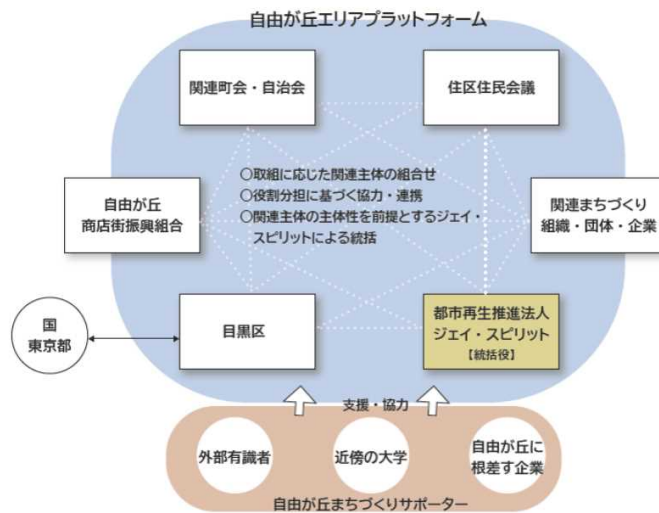 自由が丘エリアプラットフォーム
関連町会・自治会
住区住民会議
○取組に応じた関連主体の組合せ
○役割分担に基づく協力・連携
○関連主体の主体性を前提とするジェイ・
スピリットによる統括
自由が丘
商店街振興組合
関連まちづくり
組織・団体・企業
国
東京都
目黒区
都市再生推進法人
ジェイ・スピリット
【統括役】
支援・協力
外部有識者
近傍の大学
自由が丘に
根差す企業
自由が丘まちづくりサポーター